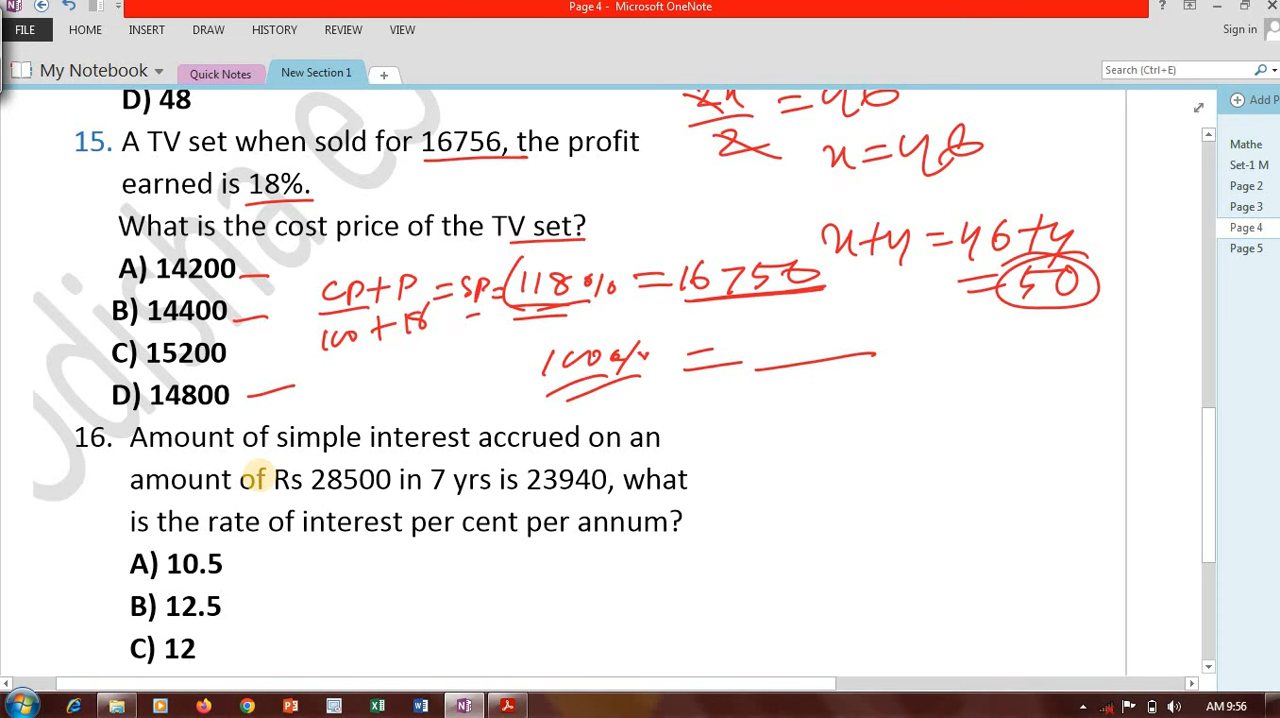 Page 4 - Microsoft OneNote
FILE HOME INSERT DRAW HISTORY REVIEW VIEW Sign in
My Notebook Quick Notes New Section 1 + Search (Ctrl+E)
D) 48 = 48
15. A TV set when sold for 16756, the profit
x = 48
earned is 18%.
What is the cost price of the TV set?
x+y = 46+y
= 50
A) 14200
CP+P = SP = 118% = 16756
B) 14400
100 + 18
C) 15200
100% =
D) 14800
16. Amount of simple interest accrued on an
amount of Rs 28500 in 7 yrs is 23940, what
is the rate of interest per cent per annum?
A) 10.5
B) 12.5
C) 12
Add P
Mathe
Set-1 M
Page 2
Page 3
Page 4
Page 5
AM 9:56